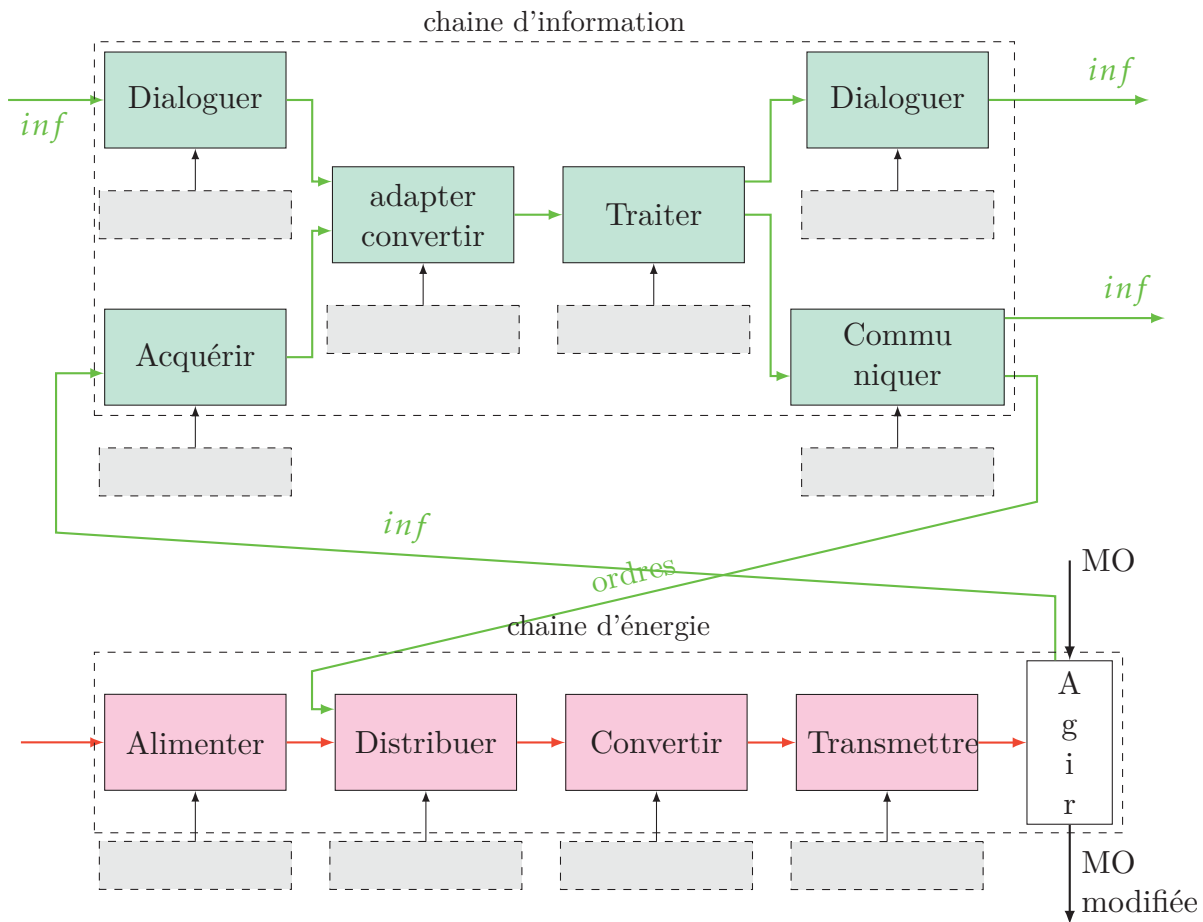 chaine d'information
Dialouger
Dialoguer
inf
inf
adapter
convertir
Traiter
inf
Acquérir
Commu
niquer
inf
ordres
MO
chaine d'énergie
Alimenter
Distribuer
Convertir
Transmettre
A
g
i
r
MO
modifiée